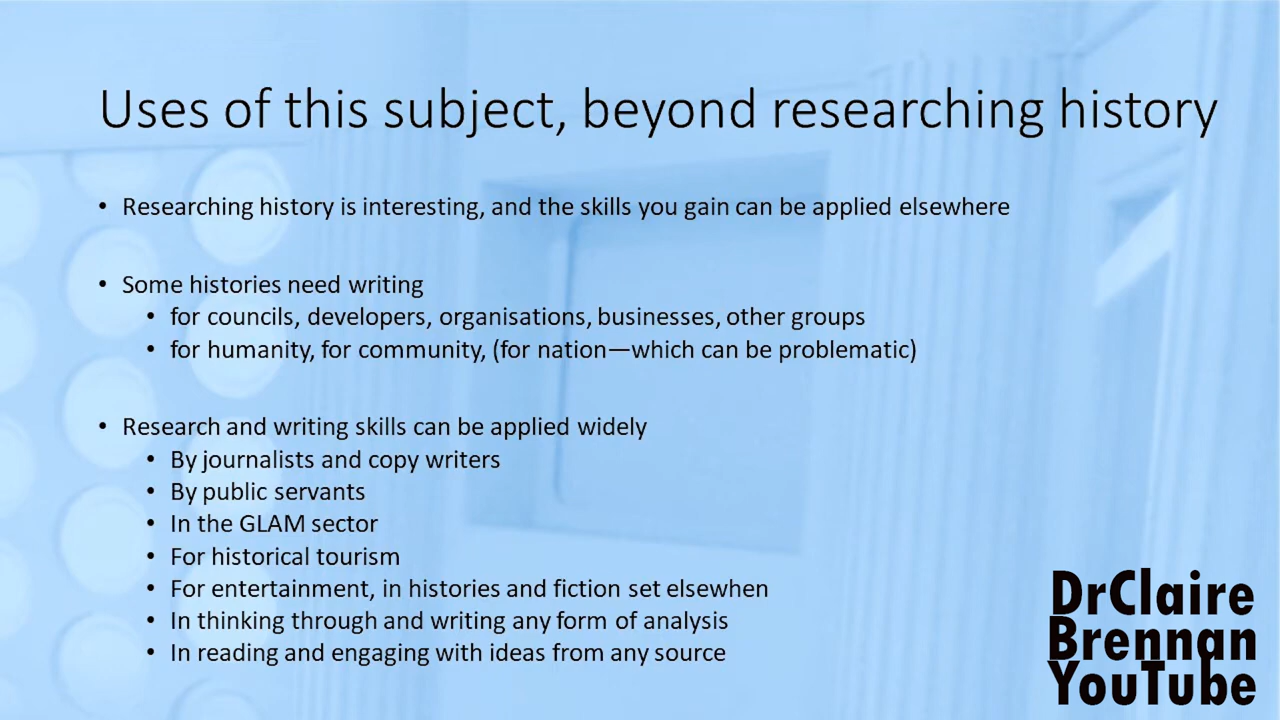 Uses of this subject, beyond researching history
• Researching history is interesting, and the skills you gain can be applied elsewhere
• Some histories need writing
• for councils, developers, organisations, businesses, other groups
• for humanity, for community, (for nation—which can be problematic)
• Research and writing skills can be applied widely
• By journalists and copy writers
• By public servants
• In the GLAM sector
• For historical tourism
• For entertainment, in histories and fiction set elsewhen
• In thinking through and writing any form of analysis
• In reading and engaging with ideas from any source
DrClaire
Brennan
YouTube